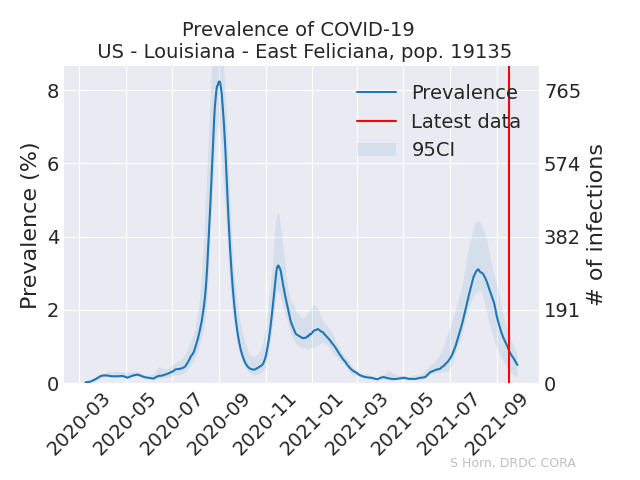 Prevalence of COVID-19
US - Louisiana - East Feliciana, pop. 19135
Prevalence (%)
8
6
4
2
0
Prevalence
Latest data
95CI
765
574
382
191
0
# of infections
2020-03
2020-05
2020-07
2020-09
2020-11
2021-01
2021-03
2021-05
2021-07
2021-09
S Horn, DRDC CORA